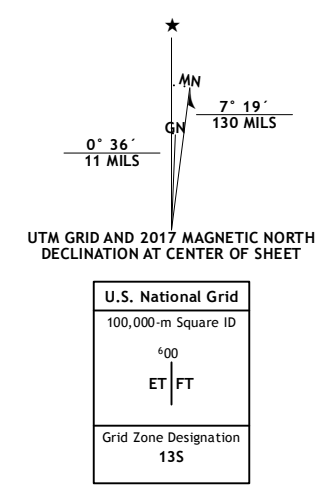 MN
7° 19´
130 MILS
GN
0° 36´
11 MILS
UTM GRID AND 2017 MAGNETIC NORTH
DECLINATION AT CENTER OF SHEET
U.S. National Grid
100,000-m Square ID
⁶00
ET FT
Grid Zone Designation
13S